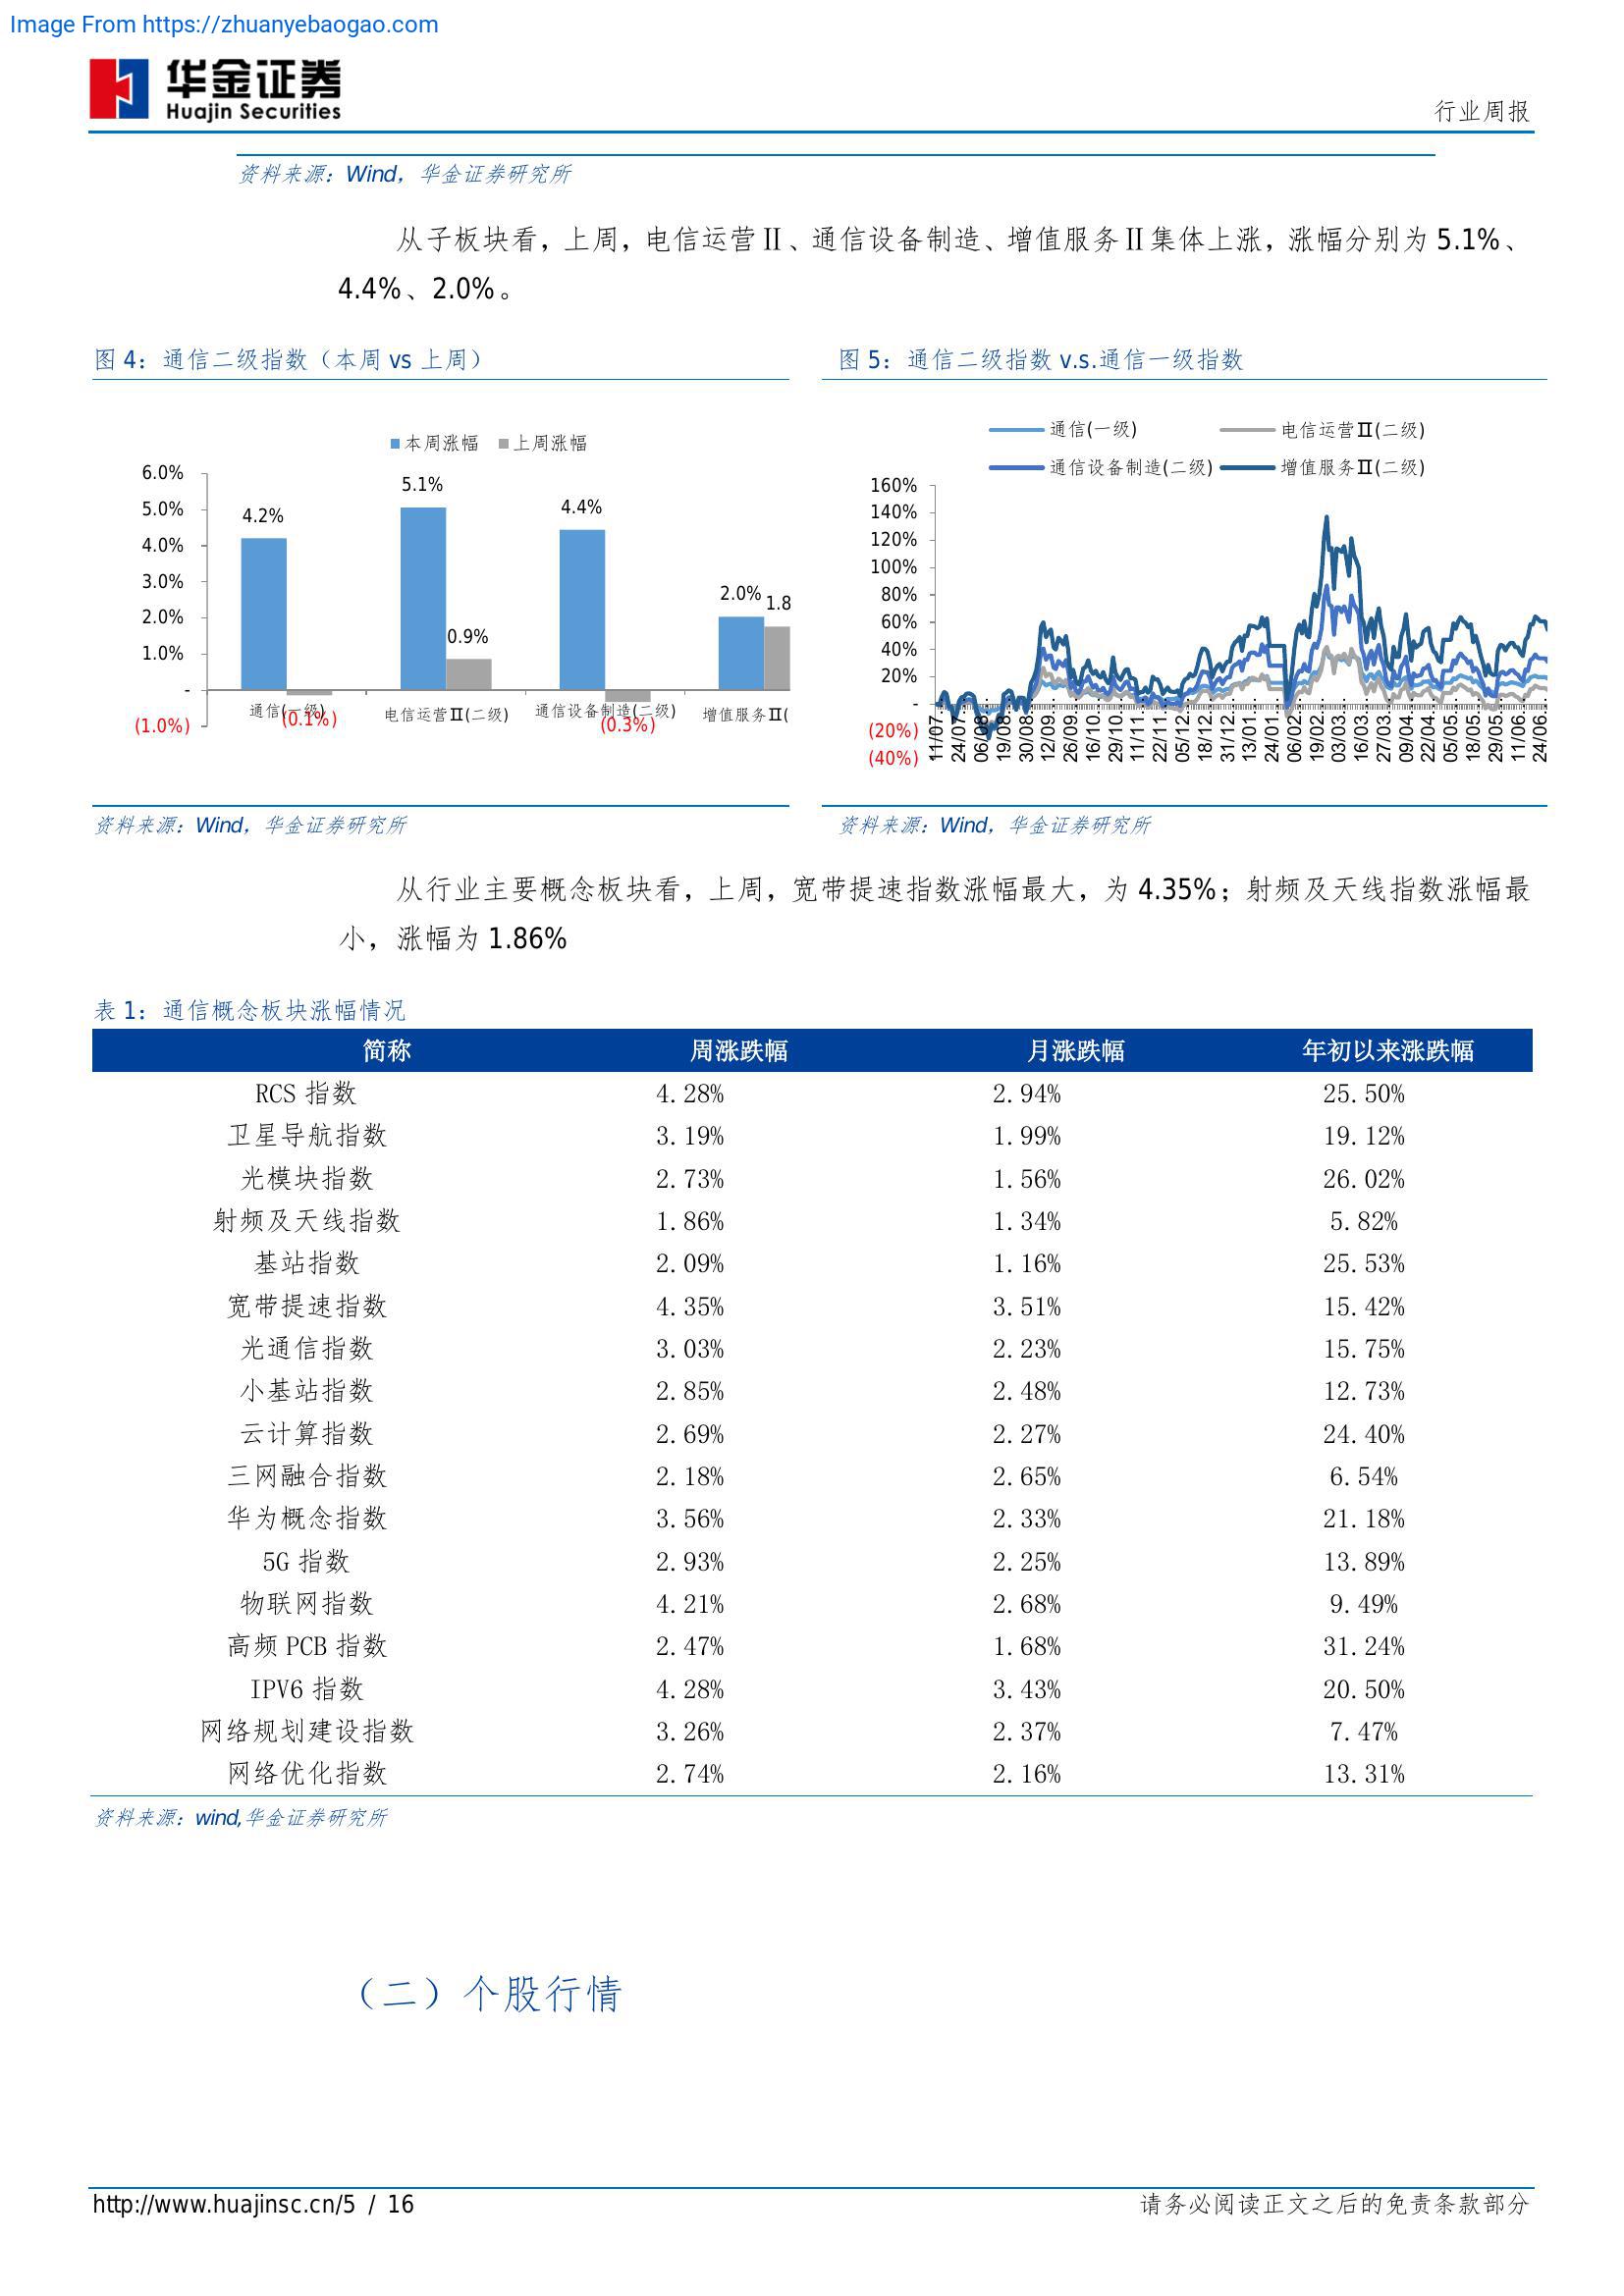 Image From https://zhuanyebaogao.com
华金证券
Huajin Securities
行业周报
资料来源：Wind，华金证券研究所
从子板块看，上周，电信运营Ⅱ、通信设备制造、增值服务Ⅱ集体上涨，涨幅分别为 5.1%、
4.4%、2.0%。
图 4：通信二级指数（本周 vs 上周）
本周涨幅 上周涨幅
6.0%
5.0%
4.0%
3.0%
2.0%
1.0%
-
(1.0%)
4.2%
5.1%
4.4%
2.0%
(0.1%)
0.9%
(0.3%)
1.8
通信(一级) 电信运营Ⅱ(二级) 通信设备制造(二级) 增值服务Ⅱ(
图 5：通信二级指数 v.s.通信一级指数
通信(一级) 电信运营Ⅱ(二级)
通信设备制造(二级) 增值服务Ⅱ(二级)
160%
140%
120%
100%
80%
60%
40%
20%
-
(20%)
(40%)
11/07 24/07 06/08 19/08 30/08 12/09 26/09 16/10 29/10 11/11 22/11 05/12 18/12 31/12 13/01 24/01 06/02 19/02 03/03 16/03 27/03 09/04 22/04 05/05 18/05 29/05 11/06 24/06
资料来源：Wind，华金证券研究所
资料来源：Wind，华金证券研究所
从行业主要概念板块看，上周，宽带提速指数涨幅最大，为 4.35%；射频及天线指数涨幅最
小，涨幅为 1.86%
表 1：通信概念板块涨幅情况
简称 周涨跌幅 月涨跌幅 年初以来涨跌幅
RCS 指数 4.28% 2.94% 25.50%
卫星导航指数 3.19% 1.99% 19.12%
光模块指数 2.73% 1.56% 26.02%
射频及天线指数 1.86% 1.34% 5.82%
基站指数 2.09% 1.16% 25.53%
宽带提速指数 4.35% 3.51% 15.42%
光通信指数 3.03% 2.23% 15.75%
小基站指数 2.85% 2.48% 12.73%
云计算指数 2.69% 2.27% 24.40%
三网融合指数 2.18% 2.65% 6.54%
华为概念指数 3.56% 2.33% 21.18%
5G 指数 2.93% 2.25% 13.89%
物联网指数 4.21% 2.68% 9.49%
高频 PCB 指数 2.47% 1.68% 31.24%
IPV6 指数 4.28% 3.43% 20.50%
网络规划建设指数 3.26% 2.37% 7.47%
网络优化指数 2.74% 2.16% 13.31%
资料来源：wind,华金证券研究所
（二）个股行情
http://www.huajinsc.cn/5 / 16
请务必阅读正文之后的免责条款部分